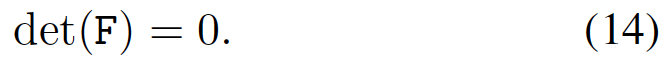 det(F) = 0. (14)